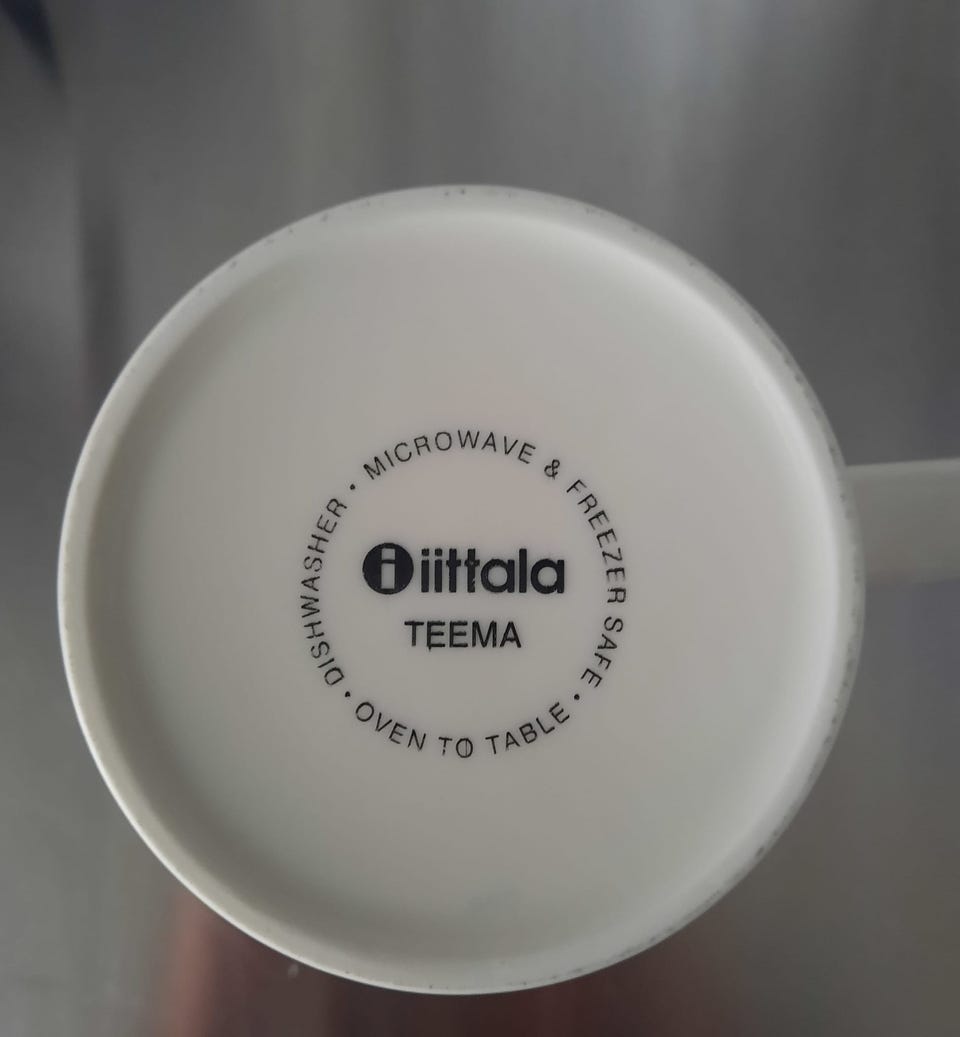 DISHWASHER • MICROWAVE & FREEZER SAFE • OVEN TO TABLE •
i iittala
TEEMA